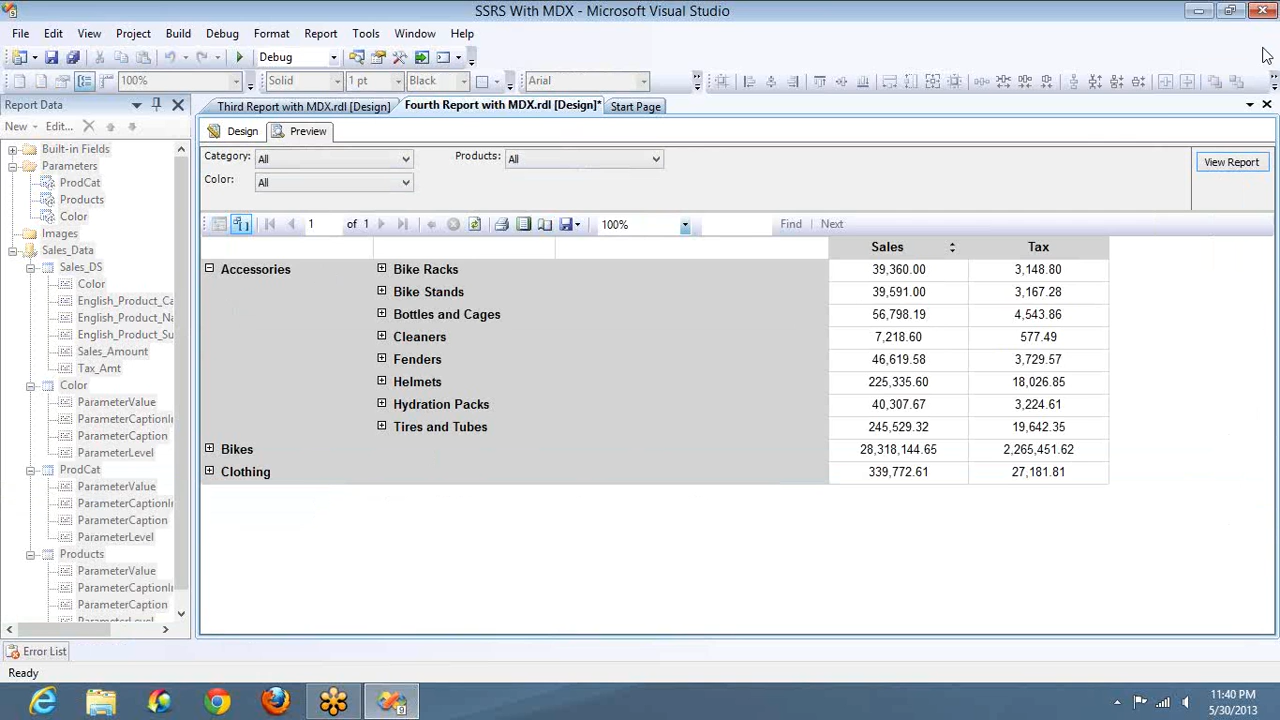 SSRS With MDX - Microsoft Visual Studio
File Edit View Project Build Debug Format Report Tools Window Help
Debug
100% Solid 1 pt Black Arial
Report Data
Third Report with MDX.rdl [Design] Fourth Report with MDX.rdl [Design]* Start Page
New Edit...
Design Preview
Built-in Fields
Parameters
ProdCat
Products
Color
Images
Sales_Data
Sales_DS
Color
English_Product_Ca
English_Product_Na
English_Product_Su
Sales_Amount
Tax_Amt
Color
ParameterValue
ParameterCaptionIn
ParameterCaption
ParameterLevel
ProdCat
ParameterValue
ParameterCaptionIn
ParameterCaption
ParameterLevel
Products
ParameterValue
ParameterCaptionIn
ParameterCaption
ParameterLevel
Category: All Products: All View Report
Color: All
1 of 1 100% Find Next
Sales Tax
Accessories Bike Racks 39,360.00 3,148.80
Bike Stands 39,591.00 3,167.28
Bottles and Cages 56,798.19 4,543.86
Cleaners 7,218.60 577.49
Fenders 46,619.58 3,729.57
Helmets 225,335.60 18,026.85
Hydration Packs 40,307.67 3,224.61
Tires and Tubes 245,529.32 19,642.35
Bikes 28,318,144.65 2,265,451.62
Clothing 339,772.61 27,181.81
Error List
Ready
9
11:40 PM
5/30/2013